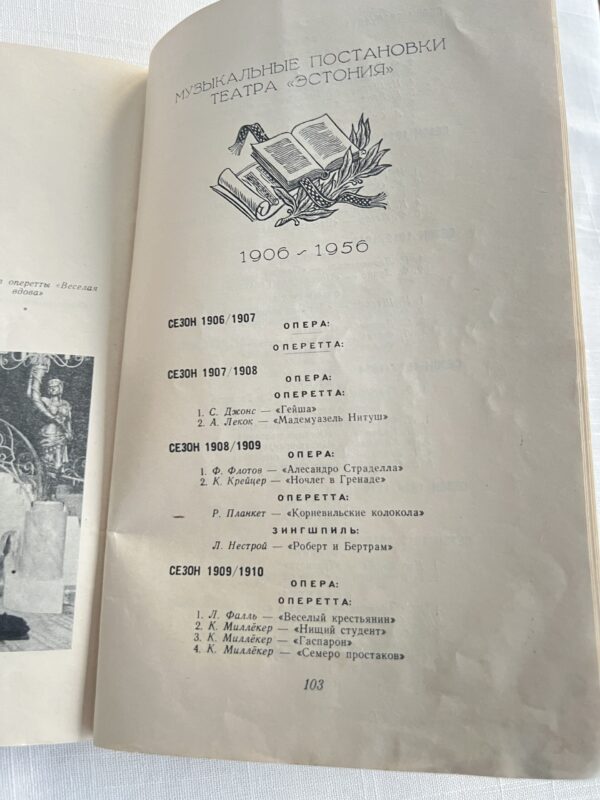 оперетты «Веселая
вдова»
МУЗЫКАЛЬНЫЕ ПОСТАНОВКИ
ТЕАТРА «ЭСТОНИЯ»
1906 ~ 1956
СЕЗОН 1906/1907
ОПЕРА:
ОПЕРЕТТА:
СЕЗОН 1907/1908
ОПЕРА:
ОПЕРЕТТА:
1. С. Джонс — «Гейша»
2. А. Лекок — «Мадемуазель Нитуш»
СЕЗОН 1908/1909
ОПЕРА:
1. Ф. Флотов — «Алесандро Страделла»
2. К. Крейцер — «Ночлег в Гренаде»
ОПЕРЕТТА:
Р. Планкет — «Корневильские колокола»
ЗИНГШПИЛЬ:
Л. Нестрой — «Роберт и Бертрам»
СЕЗОН 1909/1910
ОПЕРА:
ОПЕРЕТТА:
1. Л. Фалль — «Веселый крестьянин»
2. К. Миллёкер — «Нищий студент»
3. К. Миллёкер — «Гаспарон»
4. К. Миллёкер — «Семеро простаков»
103